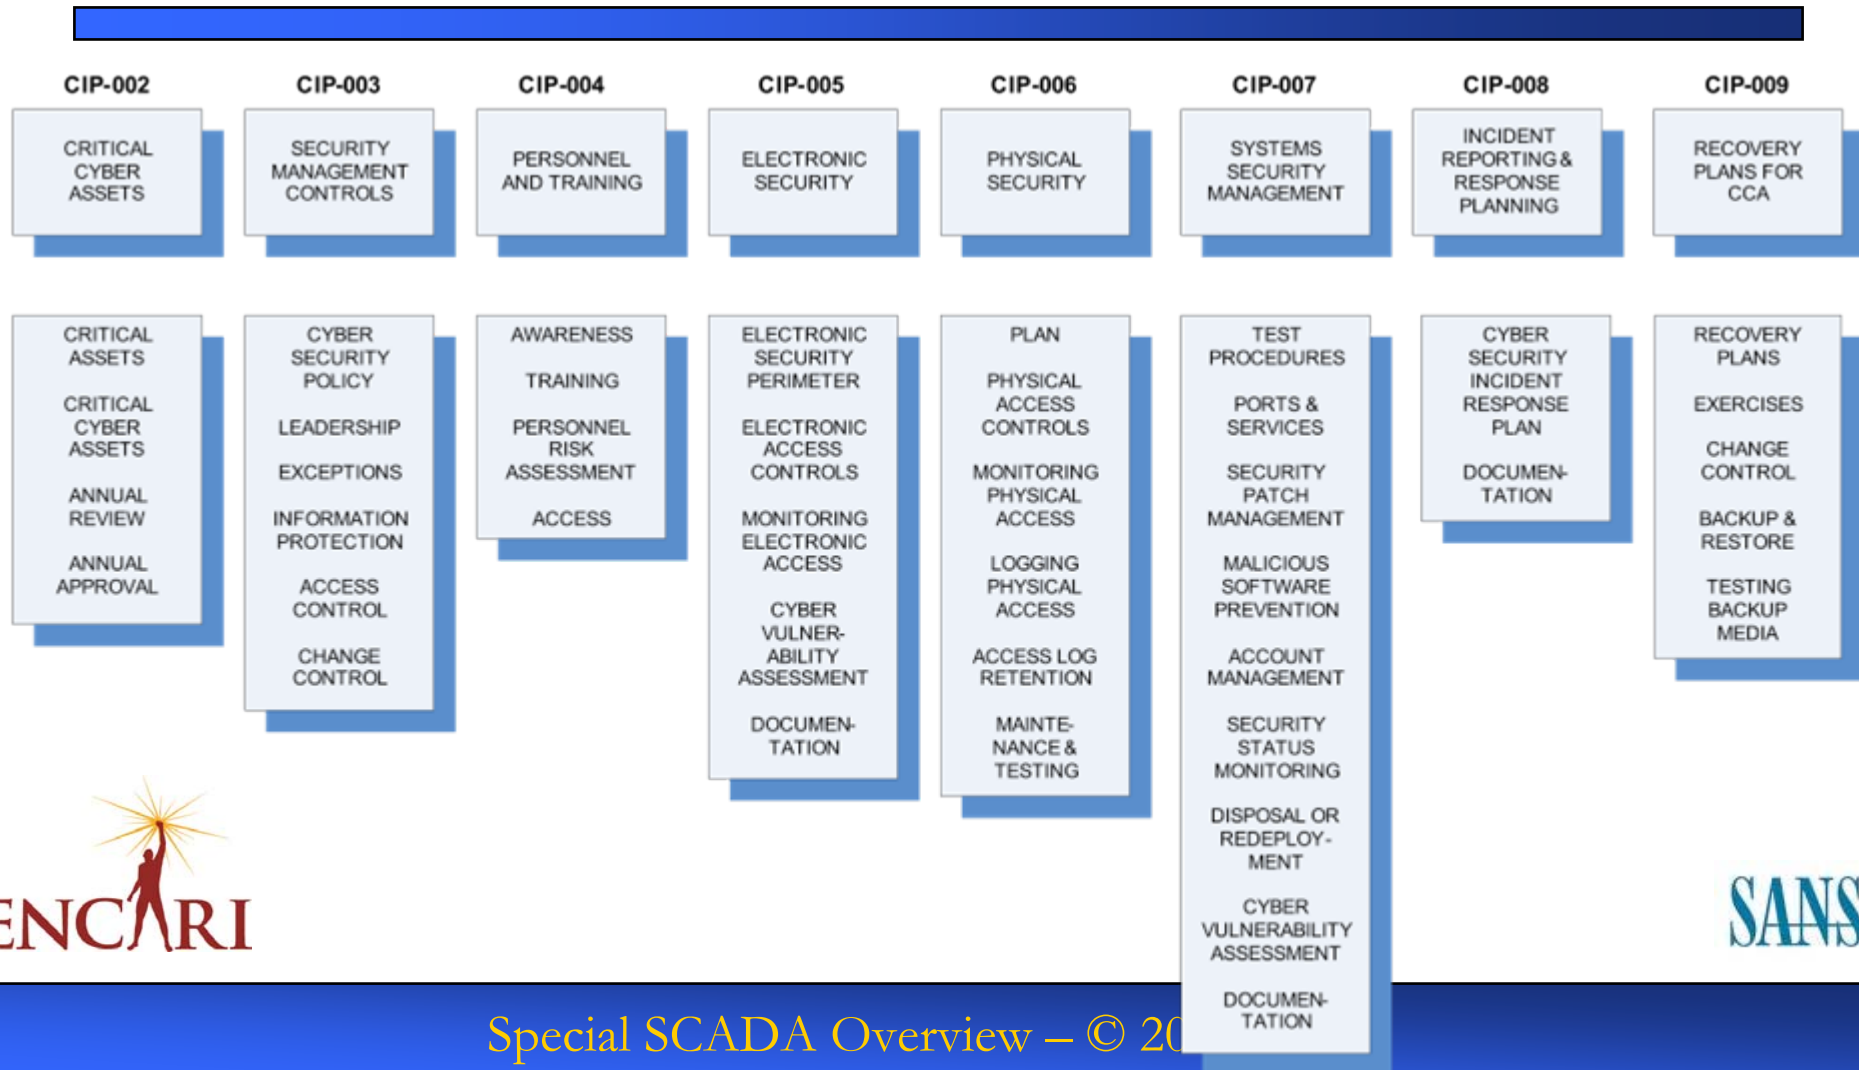 CIP-002
CRITICAL
CYBER
ASSETS
CRITICAL
ASSETS
CRITICAL
CYBER
ASSETS
ANNUAL
REVIEW
ANNUAL
APPROVAL
CIP-003
SECURITY
MANAGEMENT
CONTROLS
CYBER
SECURITY
POLICY
LEADERSHIP
EXCEPTIONS
INFORMATION
PROTECTION
ACCESS
CONTROL
CHANGE
CONTROL
CIP-004
PERSONNEL
AND TRAINING
AWARENESS
TRAINING
PERSONNEL
RISK
ASSESSMENT
ACCESS
CIP-005
ELECTRONIC
SECURITY
ELECTRONIC
SECURITY
PERIMETER
ELECTRONIC
ACCESS
CONTROLS
MONITORING
ELECTRONIC
ACCESS
CYBER
VULNER-
ABILITY
ASSESSMENT
DOCUMEN-
TATION
CIP-006
PHYSICAL
SECURITY
PLAN
PHYSICAL
ACCESS
CONTROLS
MONITORING
PHYSICAL
ACCESS
LOGGING
PHYSICAL
ACCESS
ACCESS LOG
RETENTION
MAINTE-
NANCE &
TESTING
CIP-007
SYSTEMS
SECURITY
MANAGEMENT
TEST
PROCEDURES
PORTS &
SERVICES
SECURITY
PATCH
MANAGEMENT
MALICIOUS
SOFTWARE
PREVENTION
ACCOUNT
MANAGEMENT
SECURITY
STATUS
MONITORING
DISPOSAL OR
REDEPLOY-
MENT
CYBER
VULNERABILITY
ASSESSMENT
DOCUMEN-
TATION
CIP-008
INCIDENT
REPORTING &
RESPONSE
PLANNING
CYBER
SECURITY
INCIDENT
RESPONSE
PLAN
DOCUMEN-
TATION
CIP-009
RECOVERY
PLANS FOR
CCA
RECOVERY
PLANS
EXERCISES
CHANGE
CONTROL
BACKUP &
RESTORE
TESTING
BACKUP
MEDIA
ENCARI
SANS
Special SCADA Overview – © 20